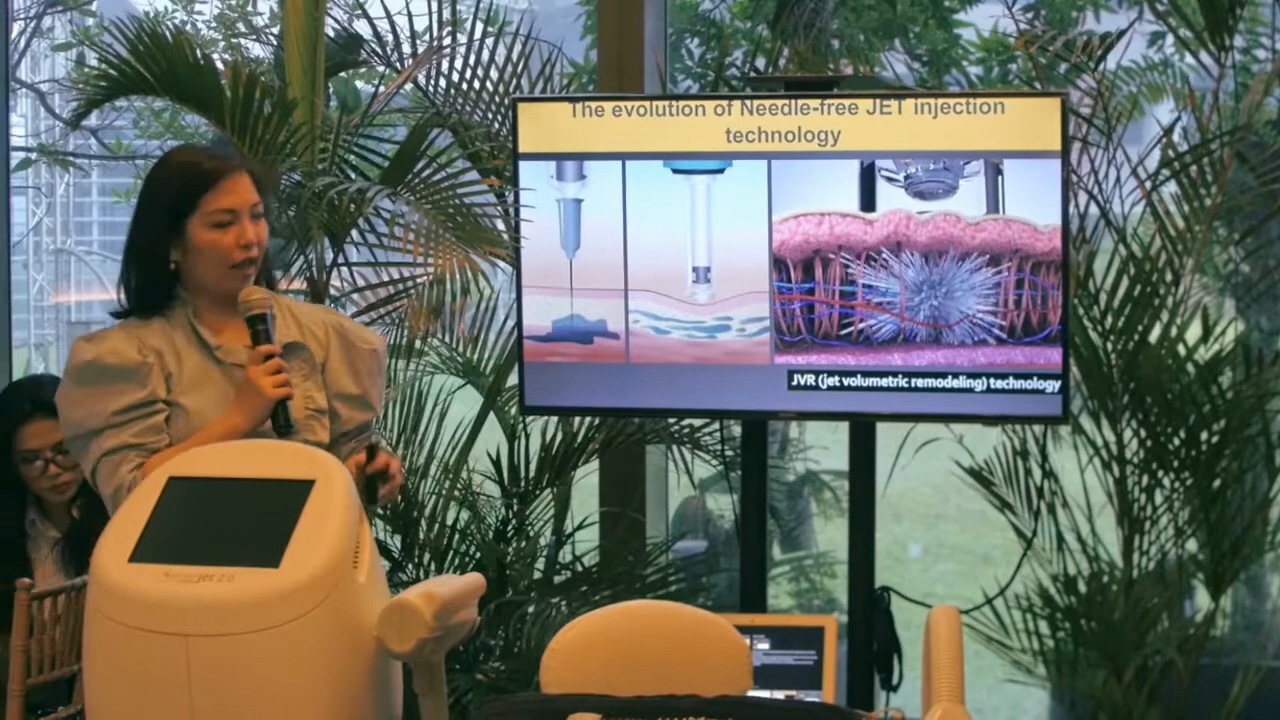 The evolution of Needle-free JET injection
technology
JVR (jet volumetric remodeling) technology